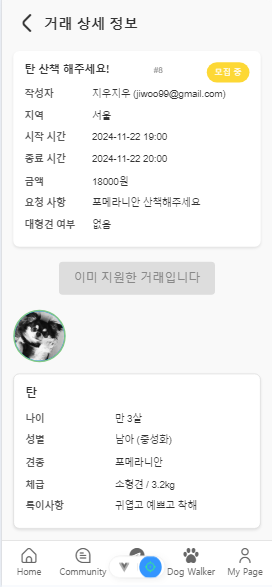 거래 상세 정보
탄 산책 해주세요! #8 모집 중
작성자 지우지우 (jiwoo99@gmail.com)
지역 서울
시작 시간 2024-11-22 19:00
종료 시간 2024-11-22 20:00
금액 18000원
요청 사항 포메라니안 산책해주세요
대형견 여부 없음
이미 지원한 거래입니다
탄
나이 만 3살
성별 남아 (중성화)
견종 포메라니안
체급 소형견 / 3.2kg
특이사항 귀엽고 예쁘고 착해
Home Community Dog Walker My Page